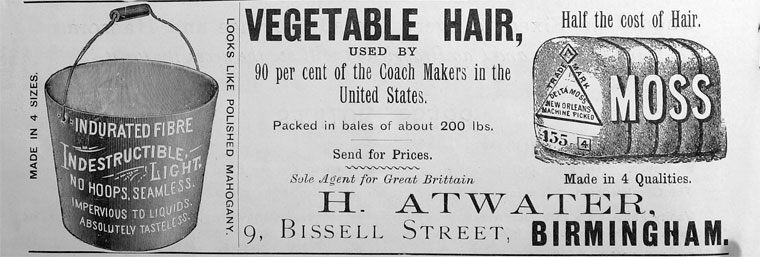 MADE IN 4 SIZES.
INDURATED FIBRE
INDESTRUCTIBLE,
LIGHT.
NO HOOPS, SEAMLESS.
IMPERVIOUS TO LIQUIDS,
ABSOLUTELY TASTELESS.
LOOKS LIKE POLISHED MAHOGANY.
VEGETABLE HAIR,
USED BY
90 per cent of the Coach Makers in the
United States.
Packed in bales of about 200 lbs.
Send for Prices.
Sole Agent for Great Brittain
H. ATWATER,
9, BISSELL STREET, BIRMINGHAM.
Half the cost of Hair.
TRADE MARK
DELTA MOSS
NEW ORLEANS
MACHINE PICKED
155
4
MOSS
Made in 4 Qualities.